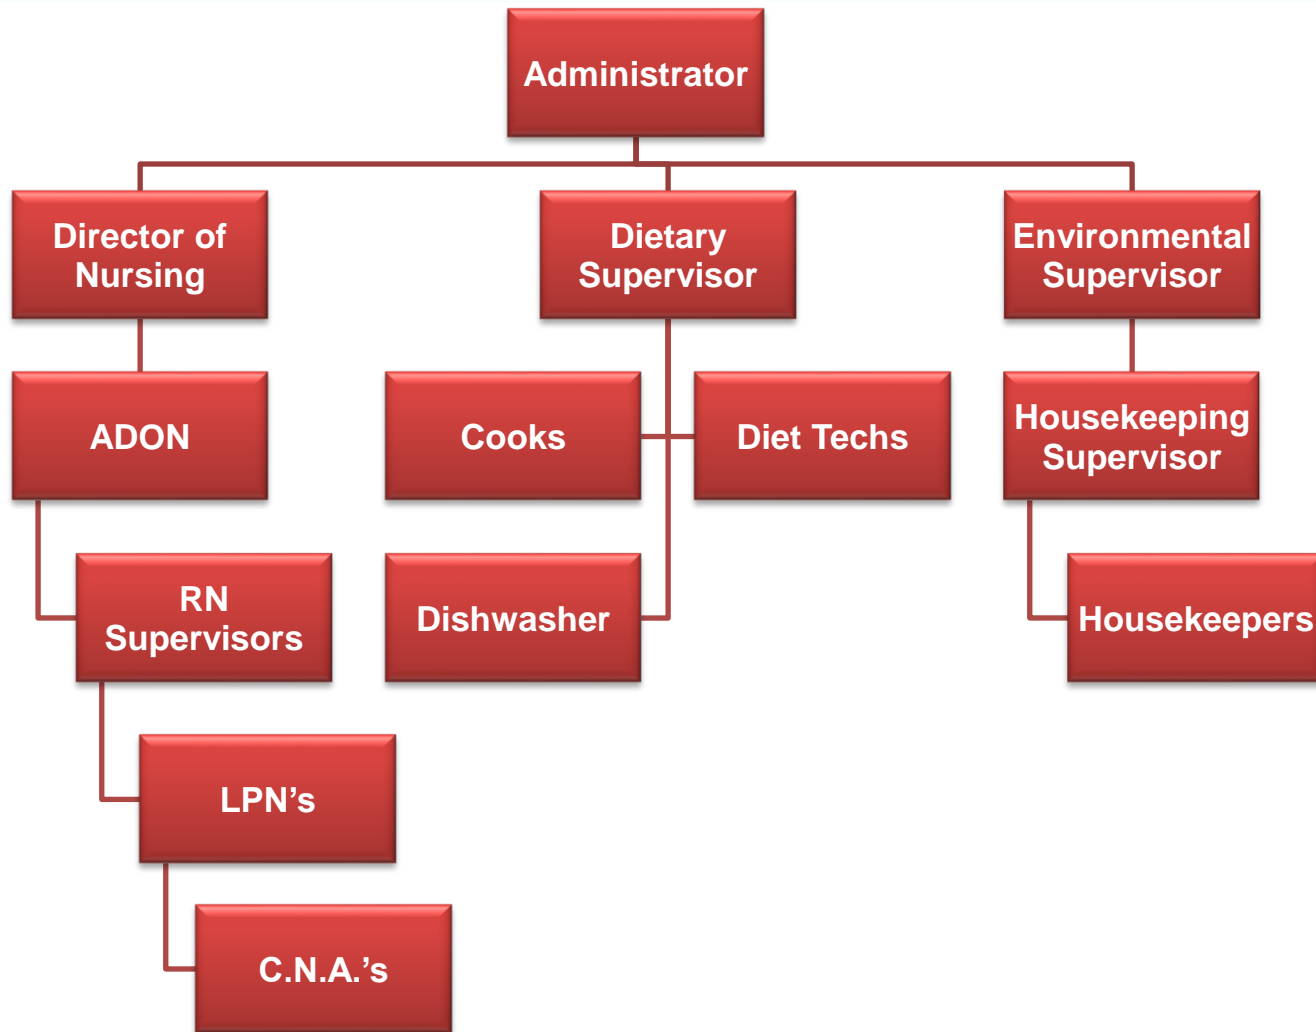 Administrator
Director of
Nursing
Dietary
Supervisor
Environmental
Supervisor
ADON
Cooks
Diet Techs
Housekeeping
Supervisor
RN
Supervisors
Dishwasher
Housekeepers
LPN’s
C.N.A.’s